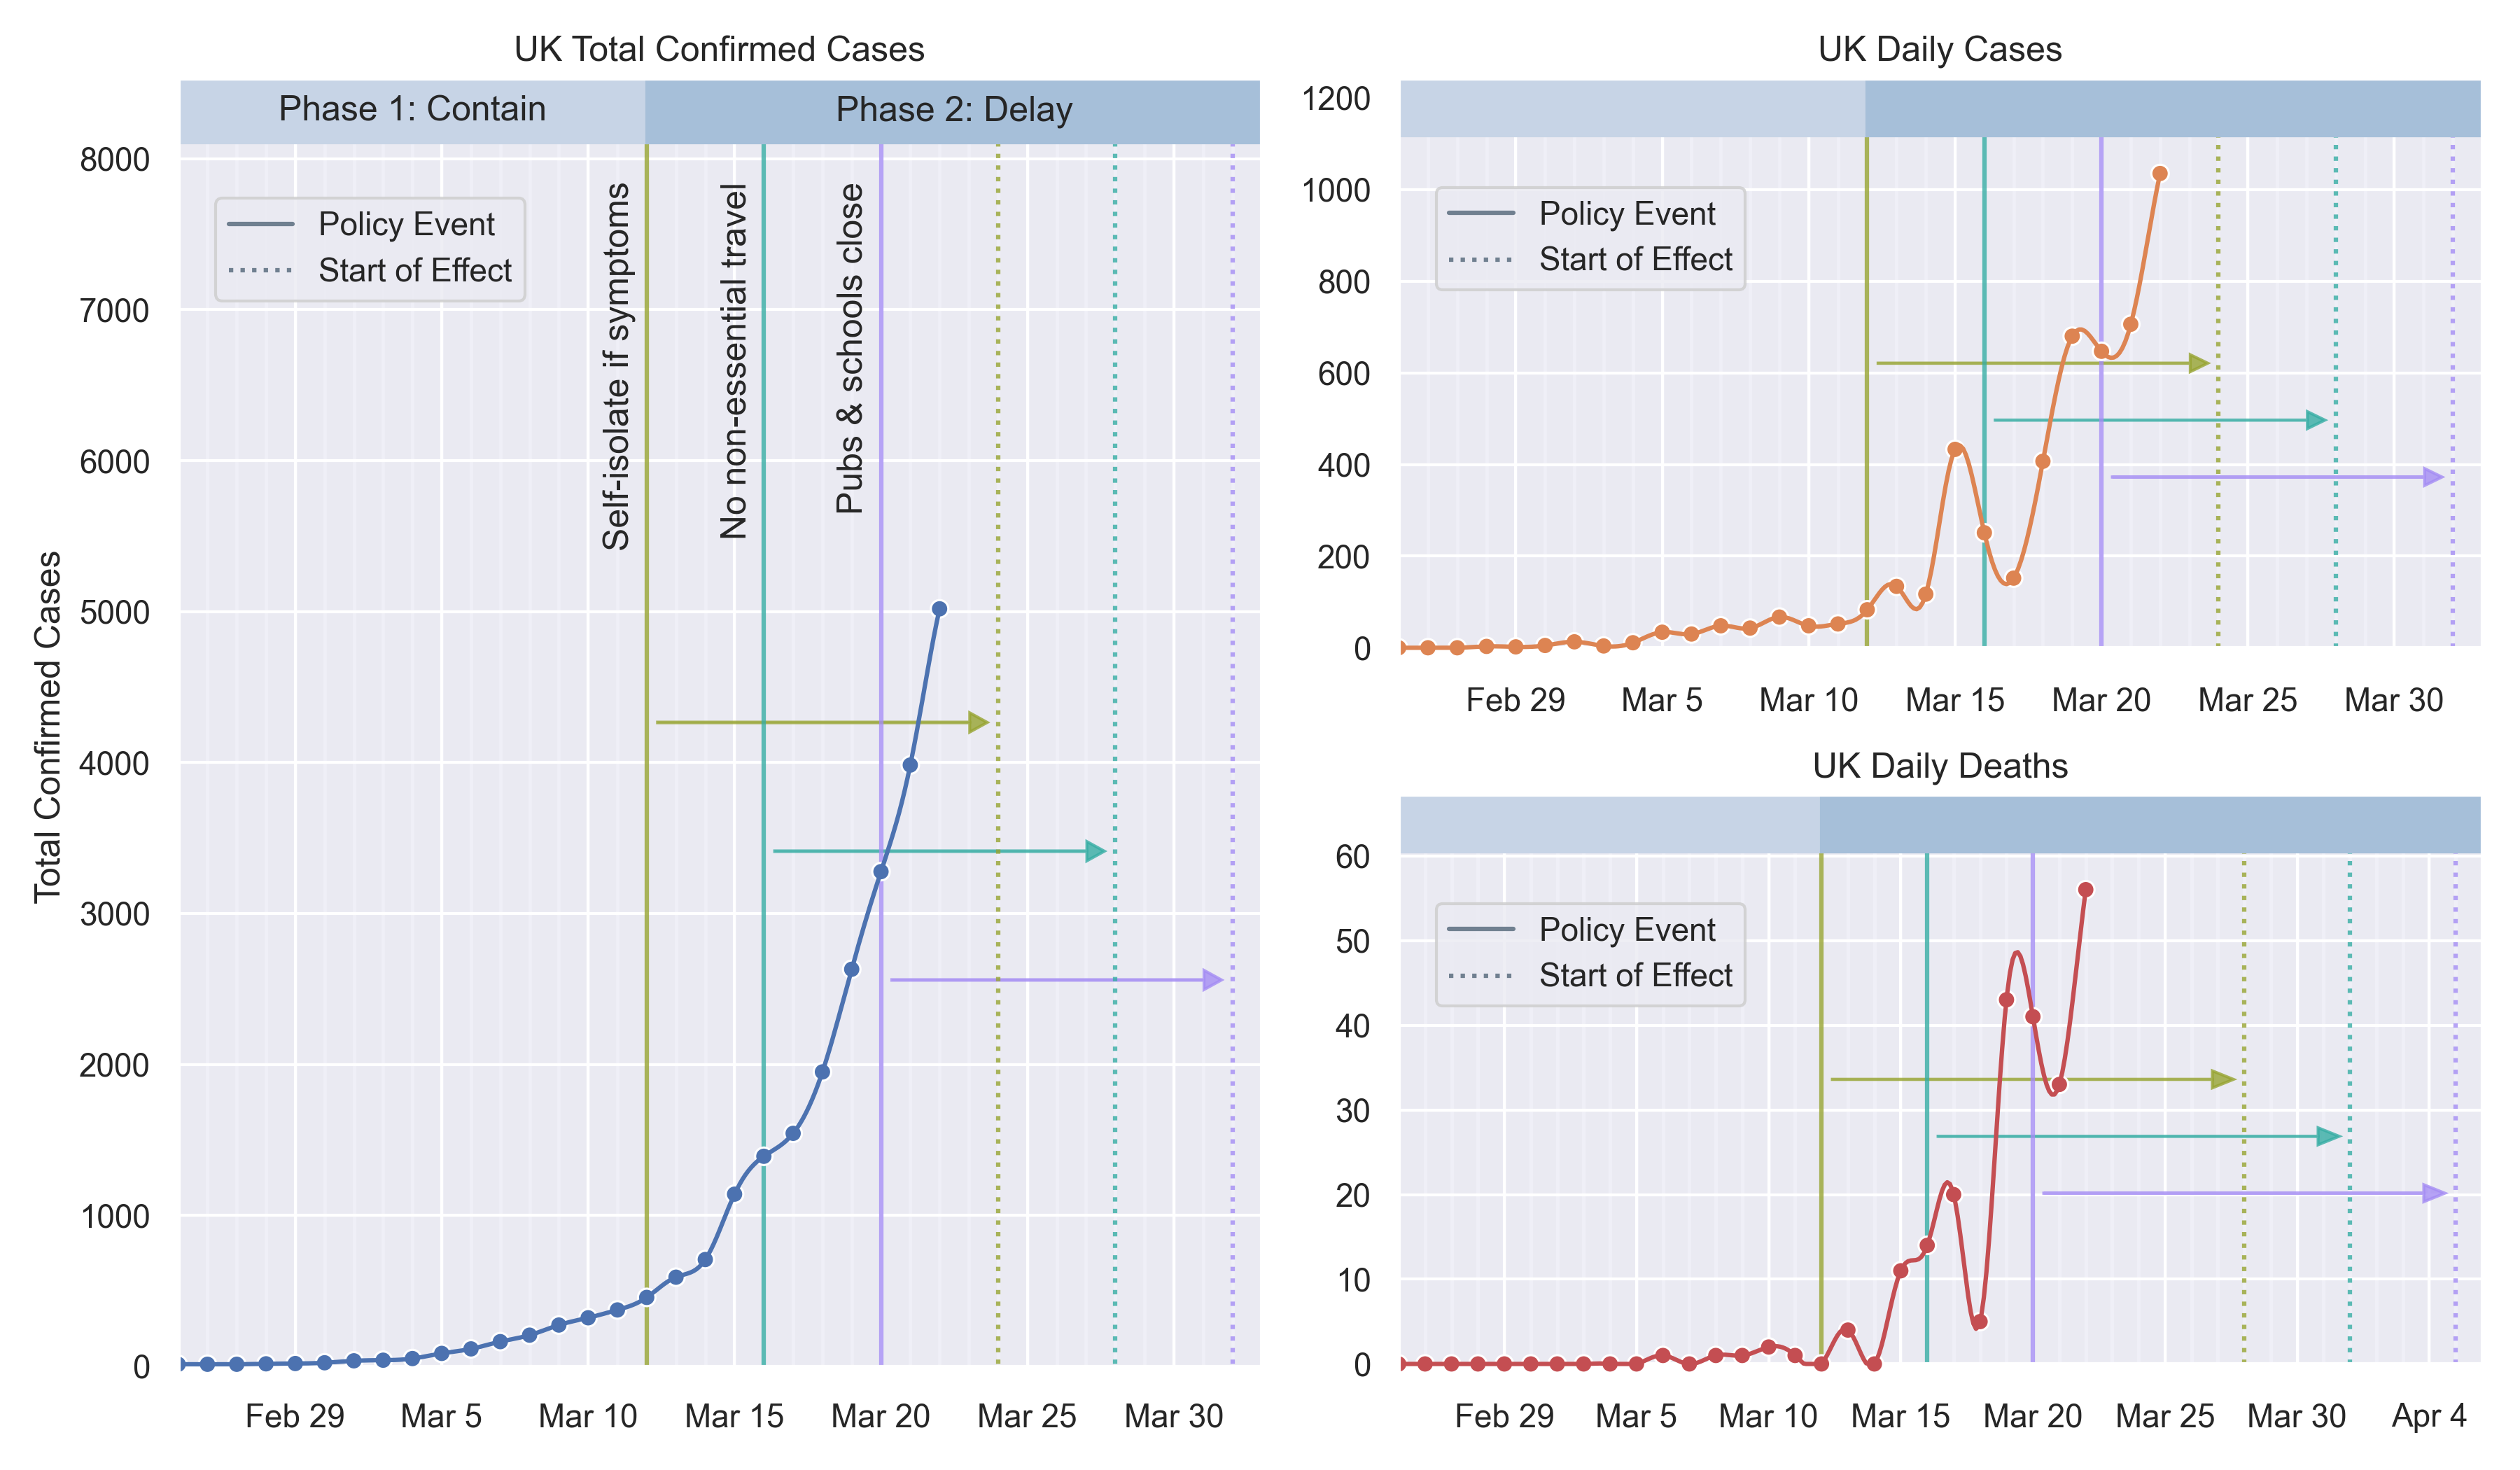 UK Total Confirmed Cases
Phase 1: Contain
Phase 2: Delay
8000
7000
6000
5000
4000
3000
2000
1000
0
Total Confirmed Cases
Policy Event
Start of Effect
Self-isolate if symptoms
No non-essential travel
Pubs & schools close
Feb 29
Mar 5
Mar 10
Mar 15
Mar 20
Mar 25
Mar 30
UK Daily Cases
1200
1000
800
600
400
200
0
Policy Event
Start of Effect
Feb 29
Mar 5
Mar 10
Mar 15
Mar 20
Mar 25
Mar 30
UK Daily Deaths
60
50
40
30
20
10
0
Policy Event
Start of Effect
Feb 29
Mar 5
Mar 10
Mar 15
Mar 20
Mar 25
Mar 30
Apr 4